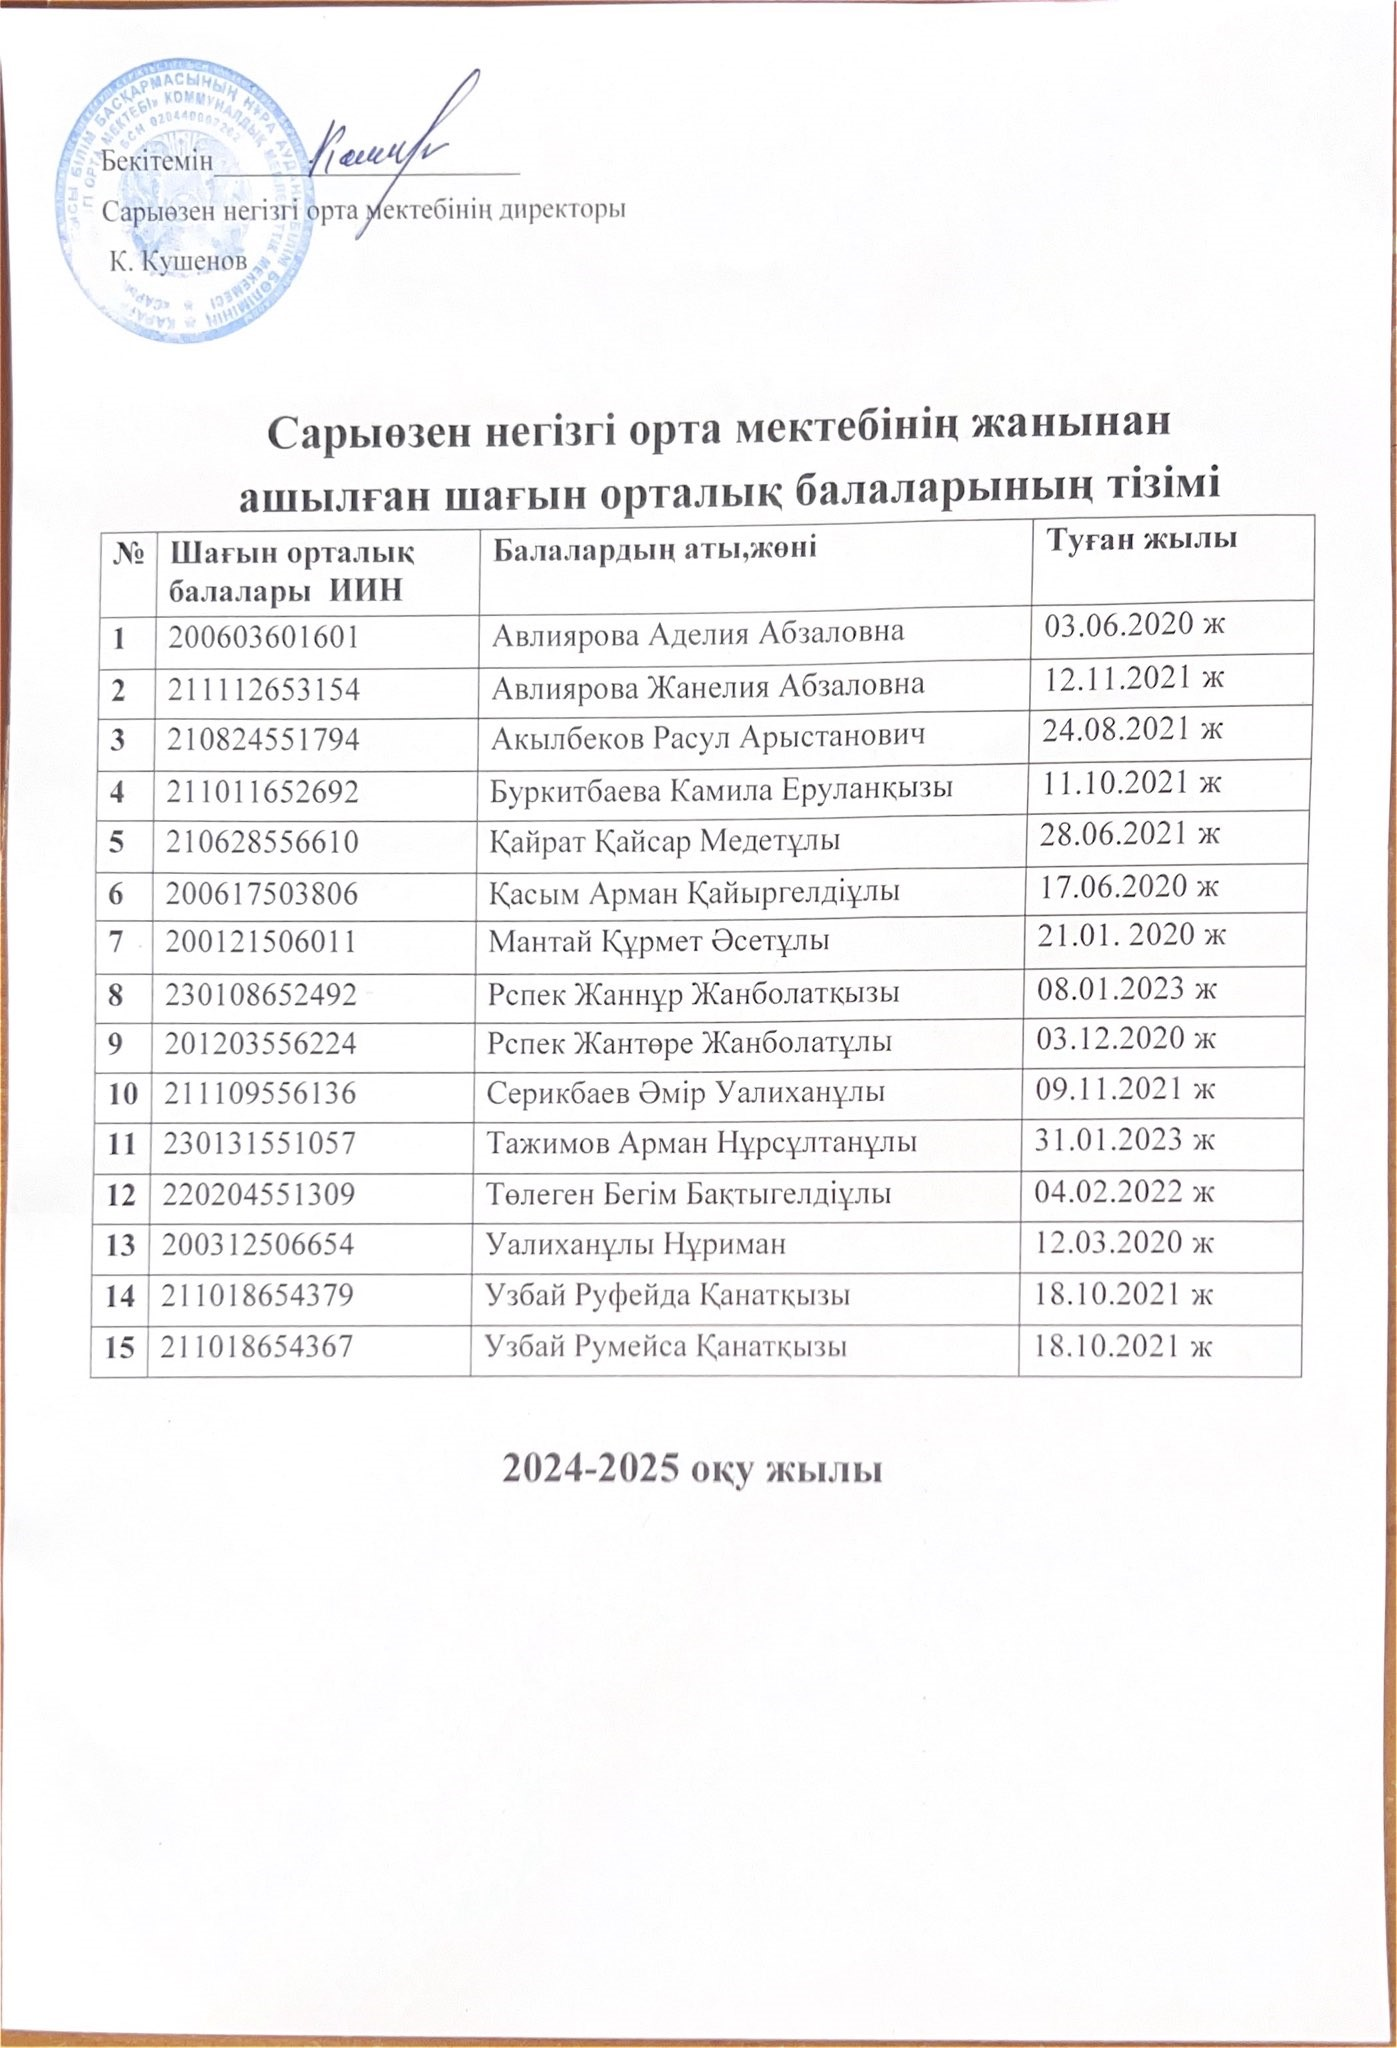 Бекітемін
Сарыөзен негізгі орта мектебінің директоры
К. Кушенов
Сарыөзен негізгі орта мектебінің жанынан
ашылған шағын орталық балаларының тізімі
№ Шағын орталық балалары ИИН Балалардың аты,жөні Туған жылы
1 200603601601 Авлиярова Аделия Абзаловна 03.06.2020 ж
2 211112653154 Авлиярова Жанелия Абзаловна 12.11.2021 ж
3 210824551794 Акылбеков Расул Арыстанович 24.08.2021 ж
4 211011652692 Буркитбаева Камила Еруланқызы 11.10.2021 ж
5 210628556610 Қайрат Қайсар Медетұлы 28.06.2021 ж
6 200617503806 Қасым Арман Қайыргелдіұлы 17.06.2020 ж
7 200121506011 Мантай Құрмет Әсетұлы 21.01. 2020 ж
8 230108652492 Рспек Жаннұр Жанболатқызы 08.01.2023 ж
9 201203556224 Рспек Жантөре Жанболатұлы 03.12.2020 ж
10 211109556136 Серикбаев Әмір Уалиханұлы 09.11.2021 ж
11 230131551057 Тажимов Арман Нұрсұлтанұлы 31.01.2023 ж
12 220204551309 Төлеген Бегім Бақтыгелдіұлы 04.02.2022 ж
13 200312506654 Уалиханұлы Нұриман 12.03.2020 ж
14 211018654379 Узбай Руфейда Қанатқызы 18.10.2021 ж
15 211018654367 Узбай Румейса Қанатқызы 18.10.2021 ж
2024-2025 оқу жылы